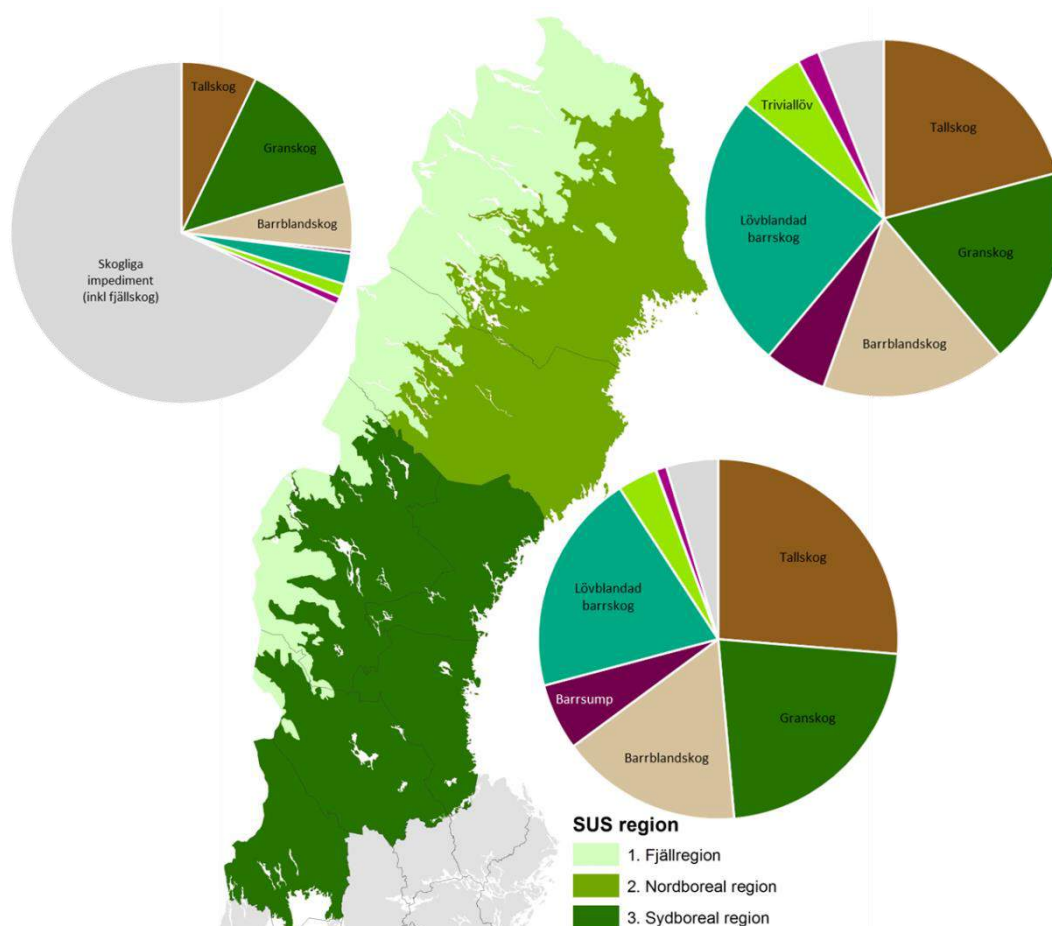 Tallskog
Granskog
Barrblandskog
Skogliga
impediment
(inkl fjällskog)
Triviallöv
Tallskog
Lövblandad
barrskog
Granskog
Barrblandskog
Tallskog
Lövblandad
barrskog
Barrsump
Granskog
Barrblandskog
SUS region
1. Fjällregion
2. Nordboreal region
3. Sydboreal region